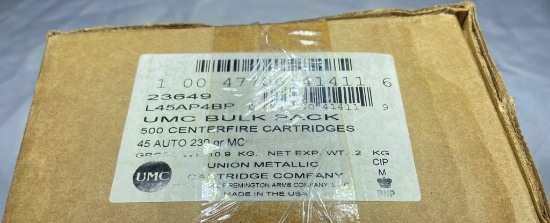 1 00 41411 6
23649
L45AP4BP 41411 9
UMC BULK PACK
500 CENTERFIRE CARTRIDGES
45 AUTO 230 gr MC
10.9 KG. NET EXP. WT. .2 KG
UNION METALLIC
CARTRIDGE COMPANY
REMINGTON ARMS COMPANY
MADE IN THE USA
UMC
CIP
M